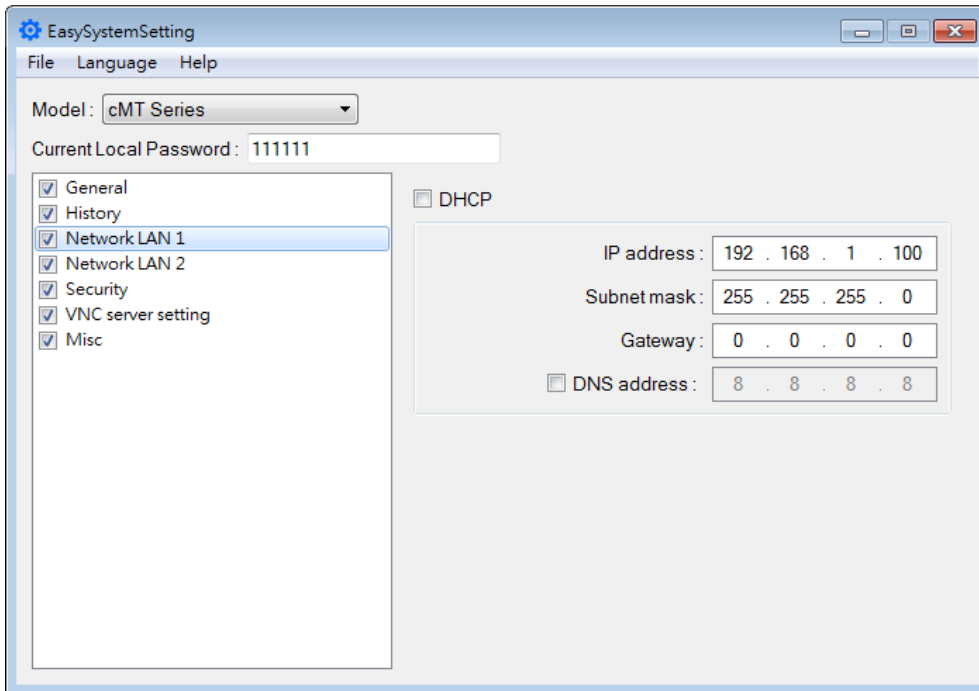 EasySystemSetting
File Language Help
Model : cMT Series
Current Local Password : 111111
General
History
Network LAN 1
Network LAN 2
Security
VNC server setting
Misc
DHCP
IP address : 192 . 168 . 1 . 100
Subnet mask : 255 . 255 . 255 . 0
Gateway : 0 . 0 . 0 . 0
DNS address : 8 . 8 . 8 . 8